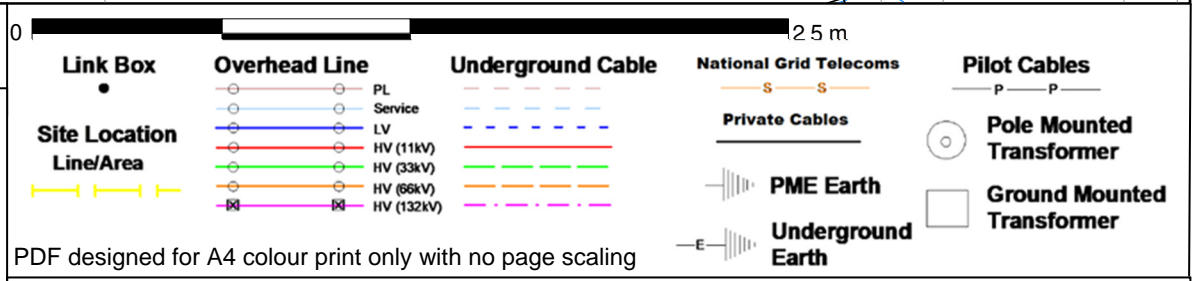 0 25 m
Link Box
Site Location
Line/Area
Overhead Line
PL
Service
LV
HV (11kV)
HV (33kV)
HV (66kV)
HV (132kV)
Underground Cable
National Grid Telecoms
S S
Private Cables
PME Earth
E
Underground
Earth
Pilot Cables
P P
Pole Mounted
Transformer
Ground Mounted
Transformer
PDF designed for A4 colour print only with no page scaling